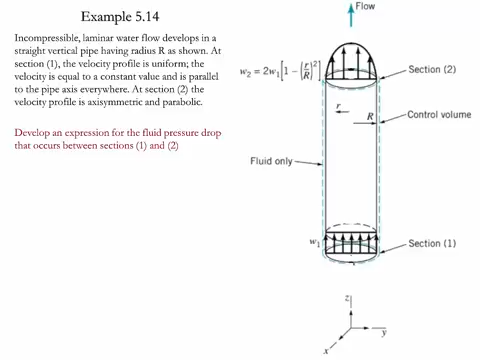 Example 5.14
Incompressible, laminar water flow develops in a
straight vertical pipe having radius R as shown. At
section (1), the velocity profile is uniform; the
velocity is equal to a constant value and is parallel
to the pipe axis everywhere. At section (2) the
velocity profile is axisymmetric and parabolic.
Develop an expression for the fluid pressure drop
that occurs between sections (1) and (2)
Flow
w₂ = 2w₁[1 − (r/R)²]
Section (2)
r
R
Control volume
Fluid only
w₁
Section (1)
z
y
x